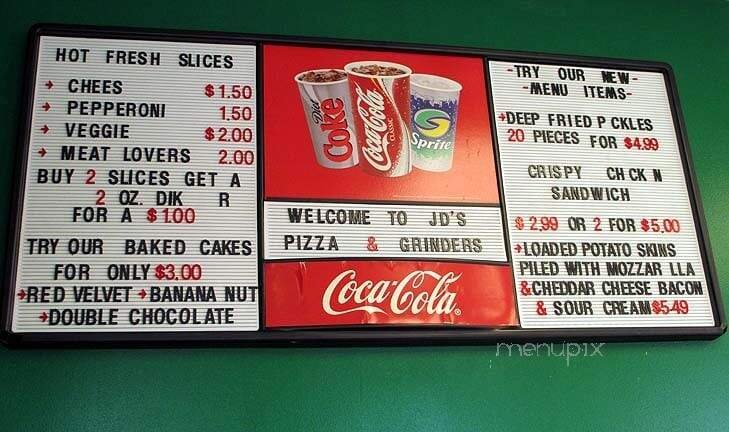 HOT FRESH SLICES
CHEES $1.50
PEPPERONI 1.50
VEGGIE $2.00
MEAT LOVERS 2.00
BUY 2 SLICES GET A
2 OZ. DIK R
FOR A $1.00
TRY OUR BAKED CAKES
FOR ONLY $3.00
RED VELVET BANANA NUT
DOUBLE CHOCOLATE
Diet Coke
Coca-Cola CLASSIC
Sprite
WELCOME TO JD'S
PIZZA & GRINDERS
Coca-Cola
-TRY OUR NEW-
-MENU ITEMS-
DEEP FRIED P CKLES
20 PIECES FOR $4.99
CRISPY CH CK N
SANDWICH
$2.99 OR 2 FOR $5.00
LOADED POTATO SKINS
PILED WITH MOZZAR LLA
&CHEDDAR CHEESE BACON
& SOUR CREAM $5.49
menupix